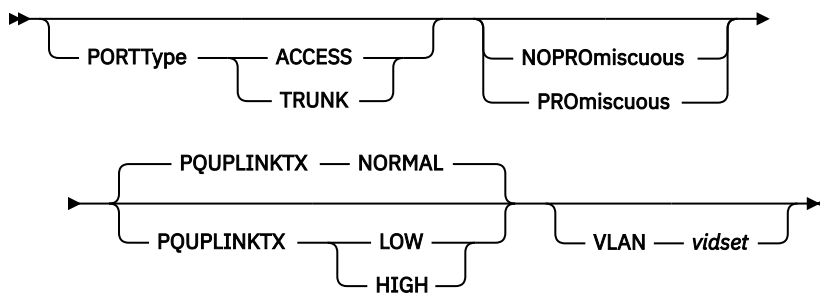 PORTType ACCESS
TRUNK
NOPROmiscuous
PROmiscuous
PQUPLINKTX NORMAL
PQUPLINKTX LOW
HIGH
VLAN vidset